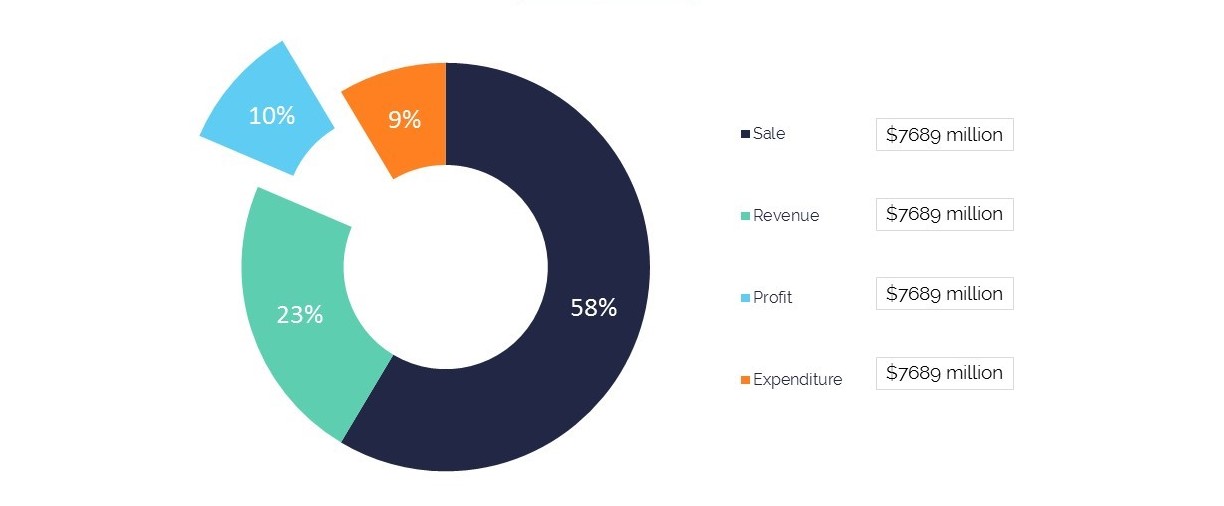 10%
9%
23%
58%
Sale $7689 million
Revenue $7689 million
Profit $7689 million
Expenditure $7689 million